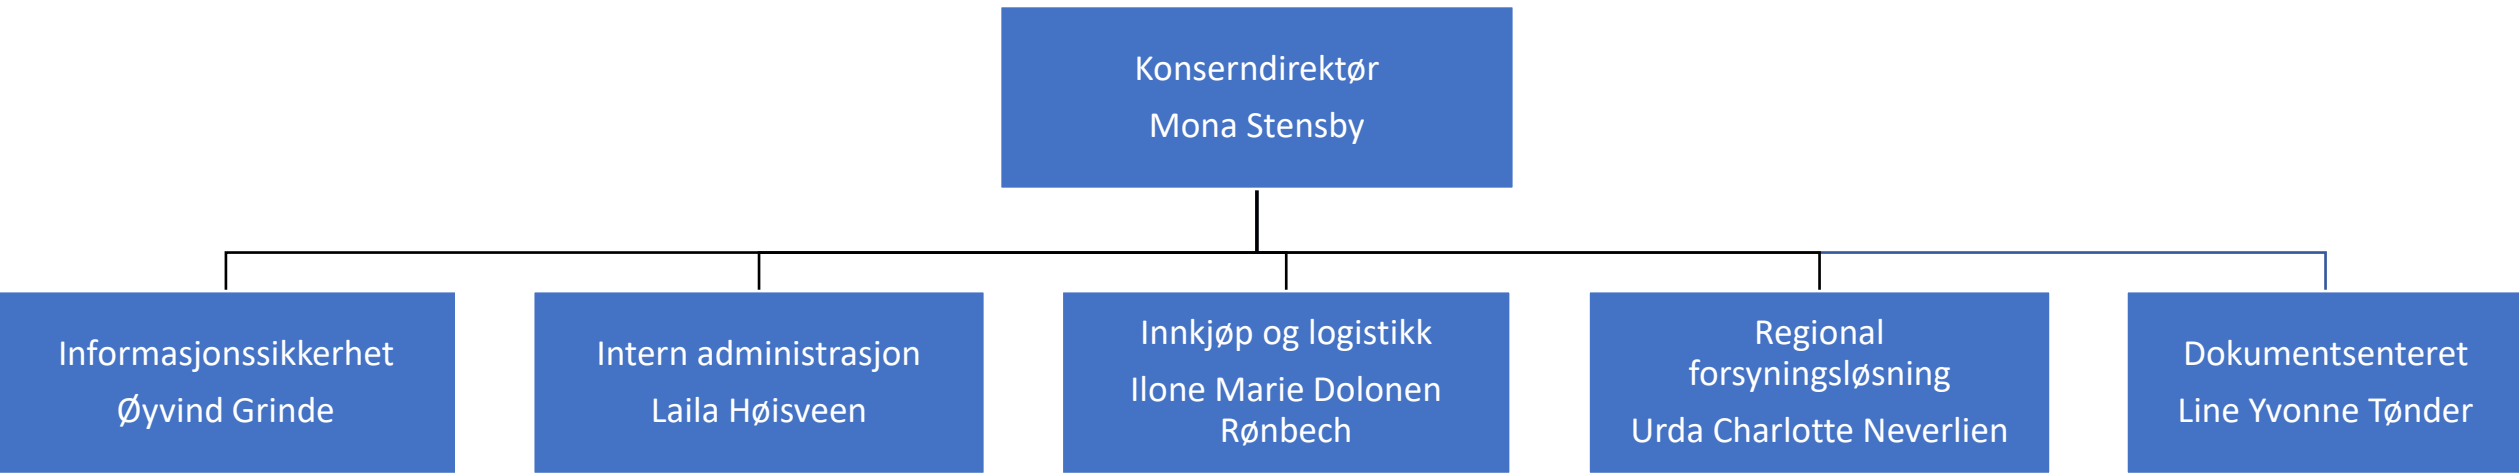 Konserndirektør
Mona Stensby
Informasjonssikkerhet
Øyvind Grinde
Intern administrasjon
Laila Høisveen
Innkjøp og logistikk
Ilone Marie Dolonen
Rønbech
Regional
forsyningsløsning
Urda Charlotte Neverlien
Dokumentsenteret
Line Yvonne Tønder